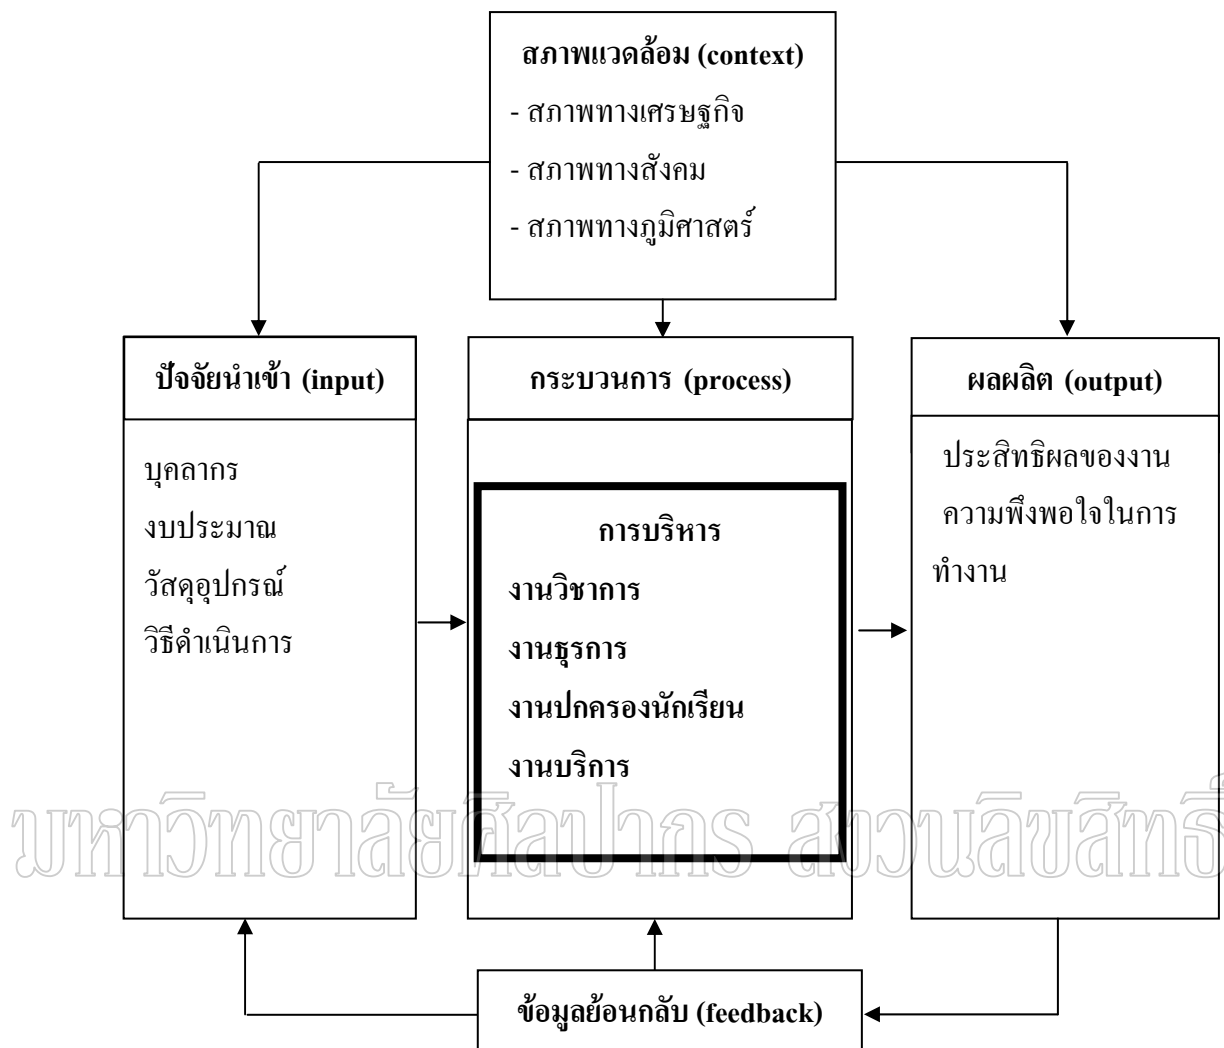 สภาพแวดล้อม (context)
- สภาพทางเศรษฐกิจ
- สภาพทางสังคม
- สภาพทางภูมิศาสตร์
ปัจจัยนำเข้า (input)
บุคลากร
งบประมาณ
วัสดุอุปกรณ์
วิธีดำเนินการ
กระบวนการ (process)
การบริหาร
งานวิชาการ
งานธุรการ
งานปกครองนักเรียน
งานบริการ
ผลผลิต (output)
ประสิทธิผลของงาน
ความพึงพอใจในการ
ทำงาน
มหาวิทยาลัยศิลปากร สงวนลิขสิทธิ์
ข้อมูลย้อนกลับ (feedback)